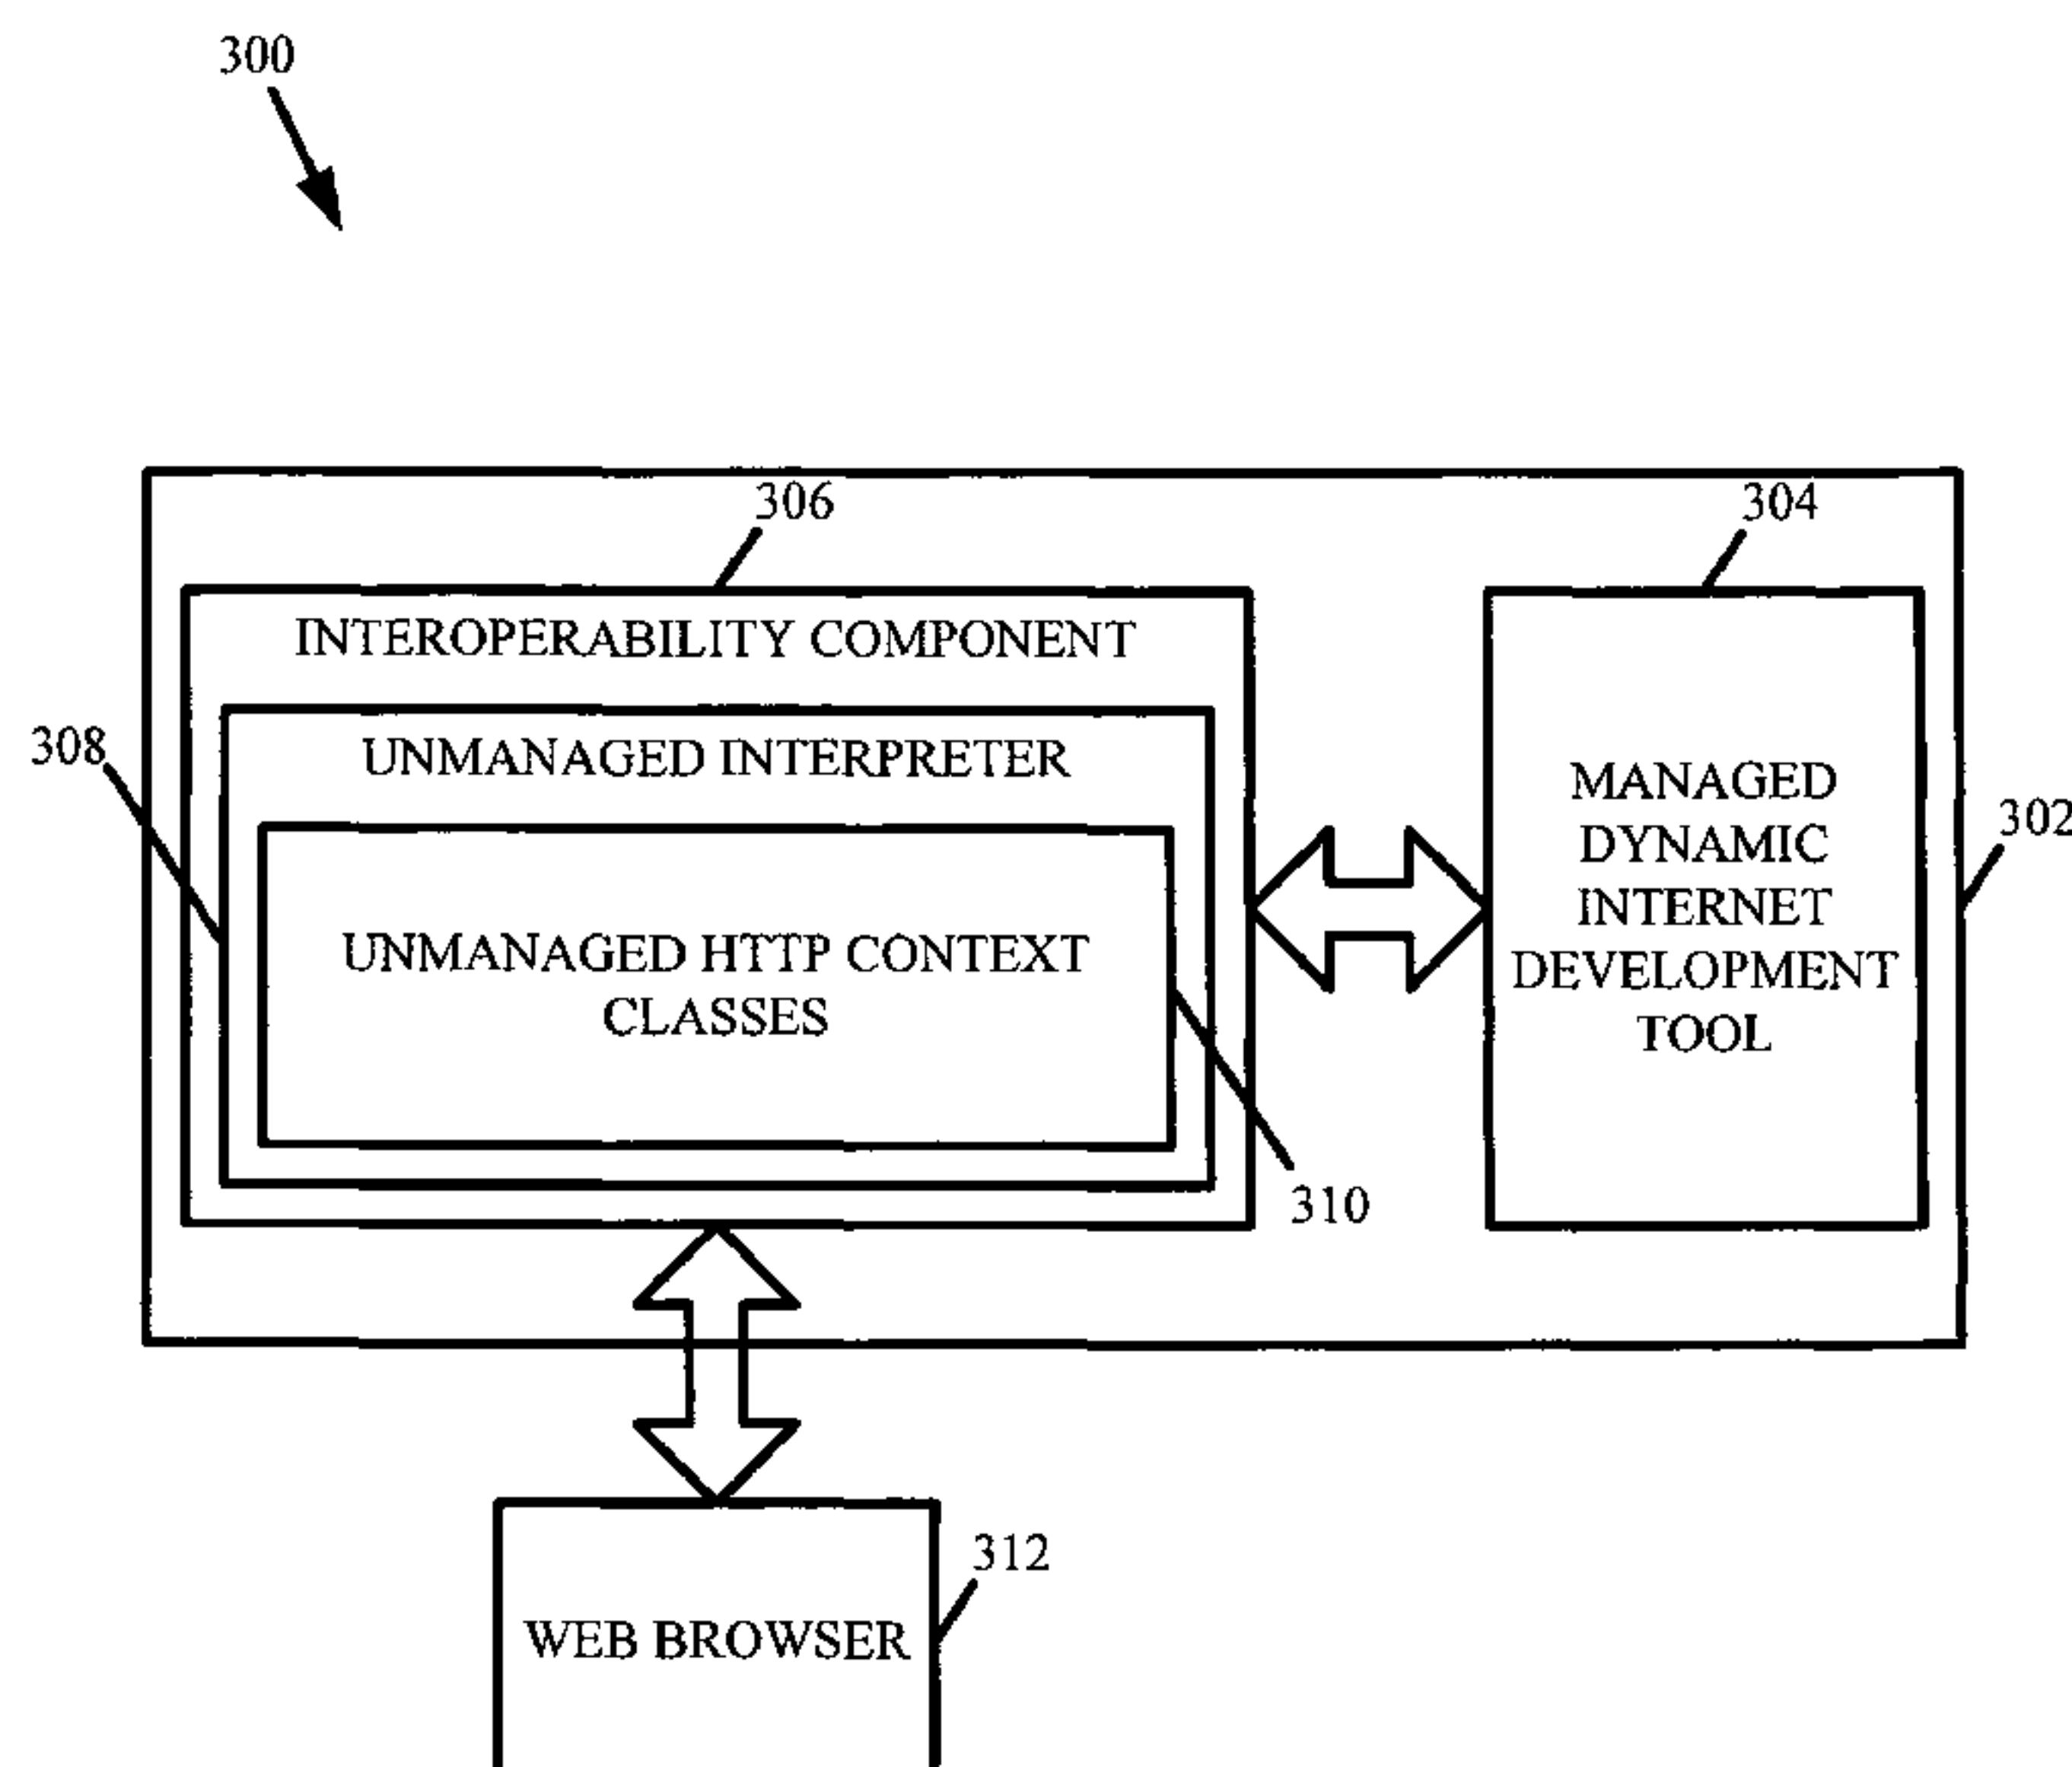 300
306
304
INTEROPERABILITY COMPONENT
308
UNMANAGED INTERPRETER
MANAGED
DYNAMIC
INTERNET
DEVELOPMENT
TOOL
302
UNMANAGED HTTP CONTEXT
CLASSES
310
312
WEB BROWSER